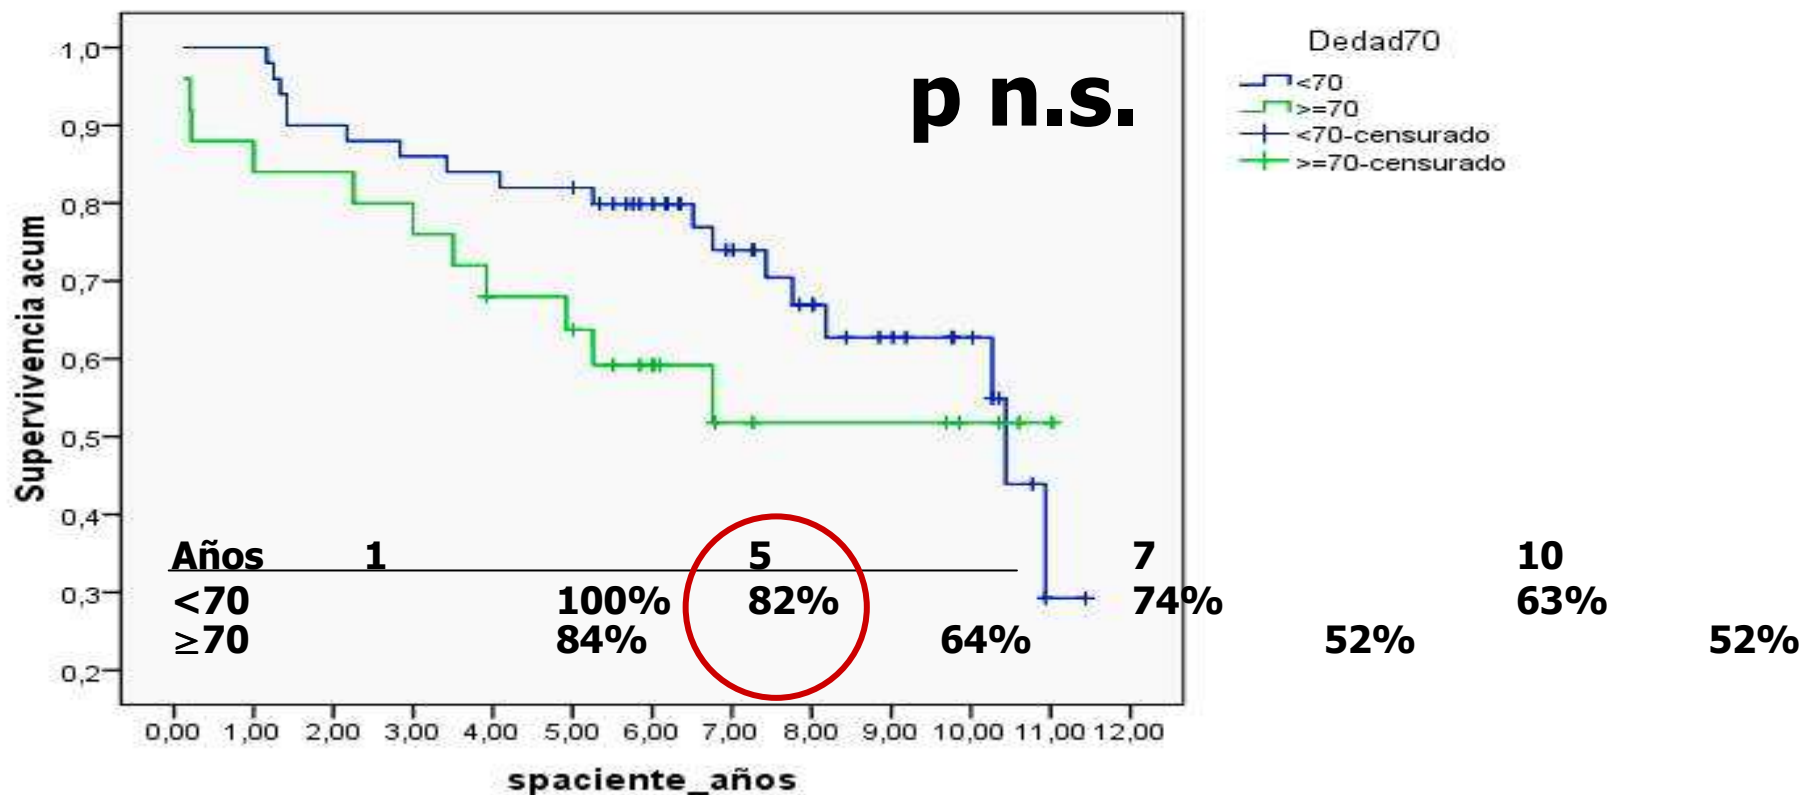 Dedad70
<70
>=70
<70-censurado
>=70-censurado
p n.s.
Supervivencia acum
1,0
0,9
0,8
0,7
0,6
0,5
0,4
0,3
0,2
Años 1 5 7 10
<70 100% 82% 74% 63%
≥70 84% 64% 52% 52%
0,00 1,00 2,00 3,00 4,00 5,00 6,00 7,00 8,00 9,00 10,00 11,00 12,00
spaciente_años